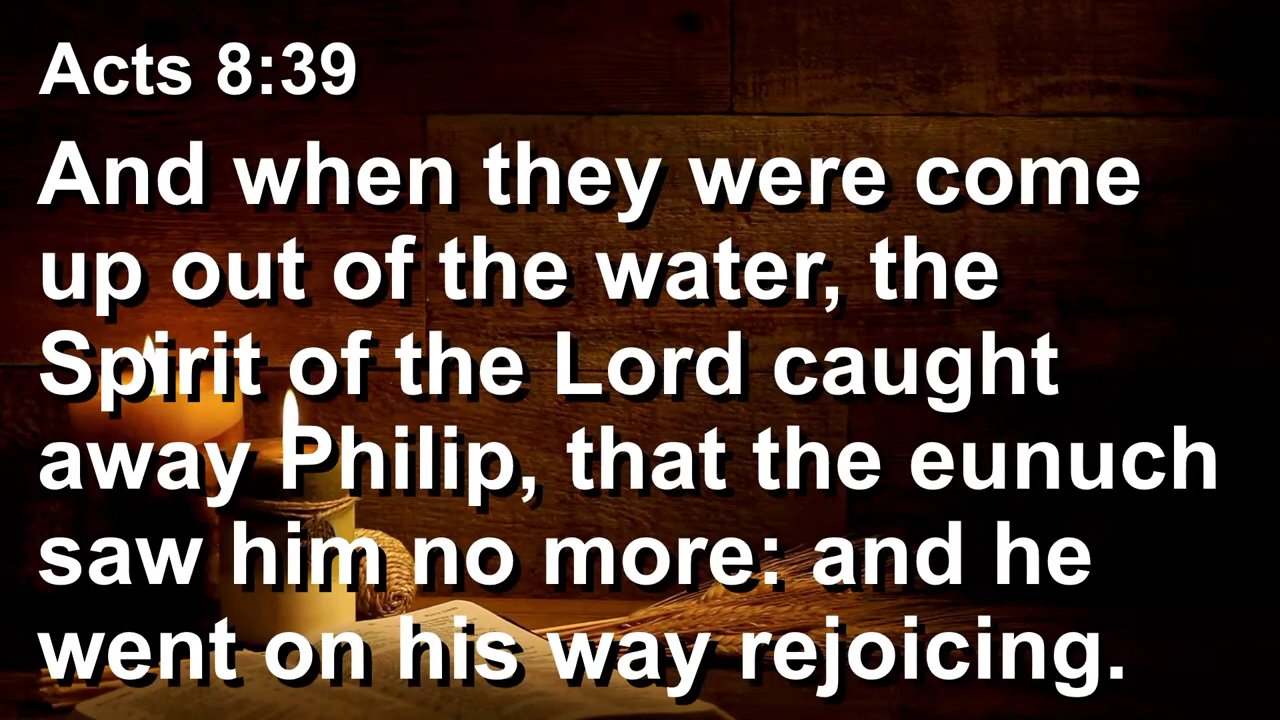 Acts 8:39
And when they were come
up out of the water, the
Spirit of the Lord caught
away Philip, that the eunuch
saw him no more: and he
went on his way rejoicing.